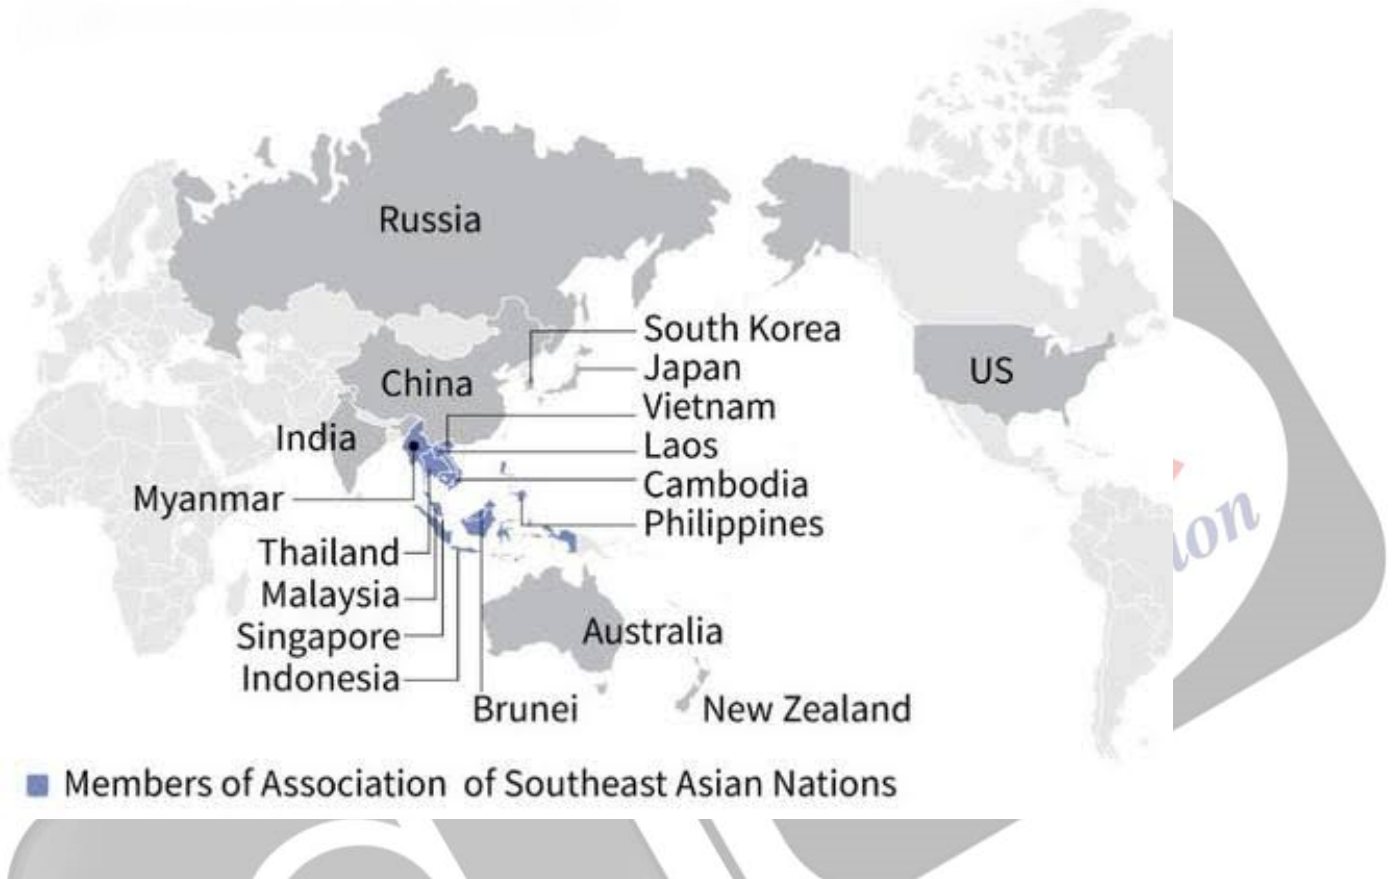 Russia
South Korea
Japan
US
China
Vietnam
India
Laos
Cambodia
Myanmar
Philippines
Thailand
Malaysia
Singapore
Australia
Indonesia
Brunei
New Zealand
Members of Association of Southeast Asian Nations